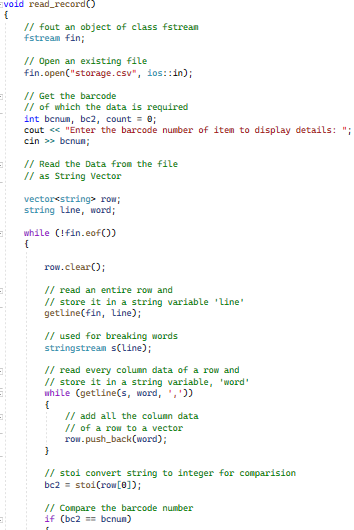 void read_record()
{
// fout an object of class fstream
fstream fin;
// Open an existing file
fin.open("storage.csv", ios::in);
// Get the barcode
// of which the data is required
int bcnum, bc2, count = 0;
cout << "Enter the barcode number of item to display details: ";
cin >> bcnum;
// Read the Data from the file
// as String Vector
vector<string> row;
string line, word;
while (!fin.eof())
{
row.clear();
// read an entire row and
// store it in a string variable 'line'
getline(fin, line);
// used for breaking words
stringstream s(line);
// read every column data of a row and
// store it in a string variable, 'word'
while (getline(s, word, ','))
{
// add all the column data
// of a row to a vector
row.push_back(word);
}
// stoi convert string to integer for comparision
bc2 = stoi(row[0]);
// Compare the barcode number
if (bc2 == bcnum)
{